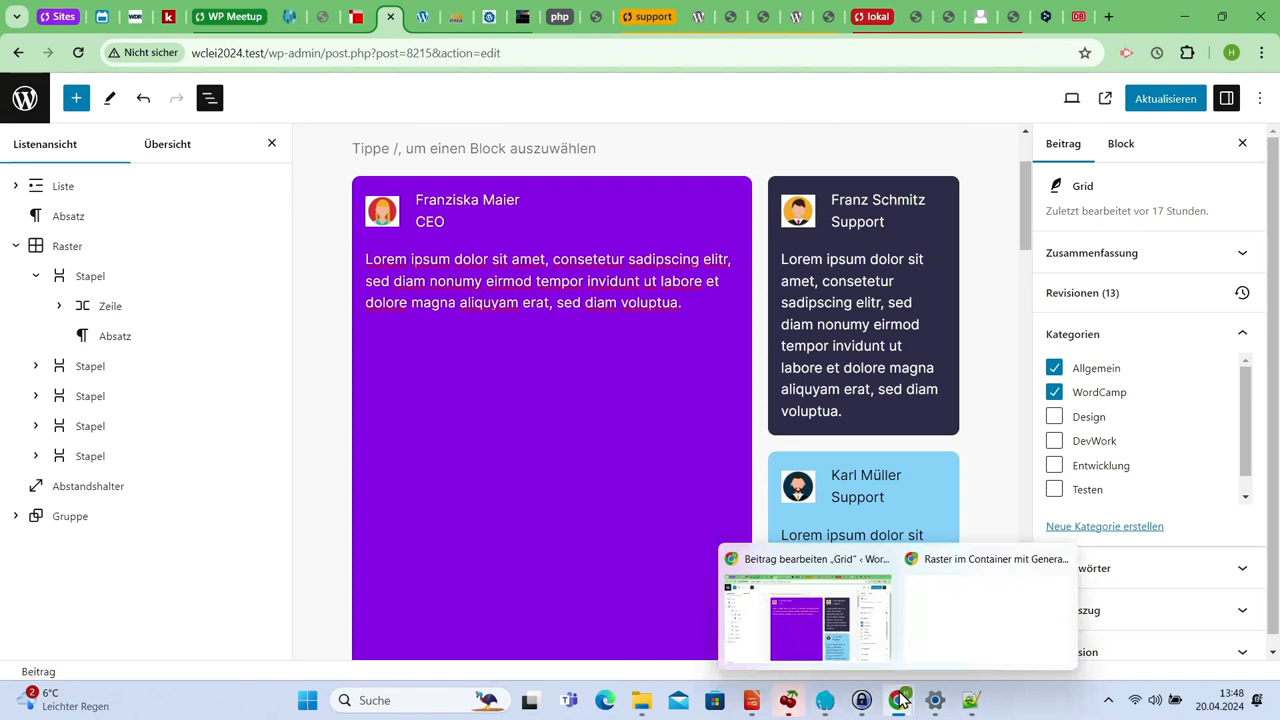 Sites
WDR
WP Meetup
php
support
lokal
DB
Nicht sicher
wclei2024.test/wp-admin/post.php?post=8215&action=edit
H
Aktualisieren
Listenansicht
Übersicht
Liste
Absatz
Raster
Stapel
Zeile
Absatz
Stapel
Stapel
Stapel
Stapel
Abstandshalter
Gruppe
Tippe /, um einen Block auszuwählen
Franziska Maier
CEO
Lorem ipsum dolor sit amet, consetetur sadipscing elitr,
sed diam nonumy eirmod tempor invidunt ut labore et
dolore magna aliquyam erat, sed diam voluptua.
Franz Schmitz
Support
Lorem ipsum dolor sit
amet, consetetur
sadipscing elitr, sed
diam nonumy eirmod
tempor invidunt ut
labore et dolore magna
aliquyam erat, sed diam
voluptua.
Karl Müller
Support
Lorem ipsum dolor sit
Beitrag
Block
Grid
Zuletzt bearbeitet vor 17 Stunden.
Zusammenfassung
Revisionen (13)
Kategorien
Allgemein
WordCamp
Design
DevWork
Entwicklung
Testen
Neue Kategorie erstellen
wörter
szug
sion
Beitrag bearbeiten „Grid“ ‹ Wor...
Raster im Container mit Genera...
Beitrag
2
6°C
Leichter Regen
Suche
13:48
20.04.2024